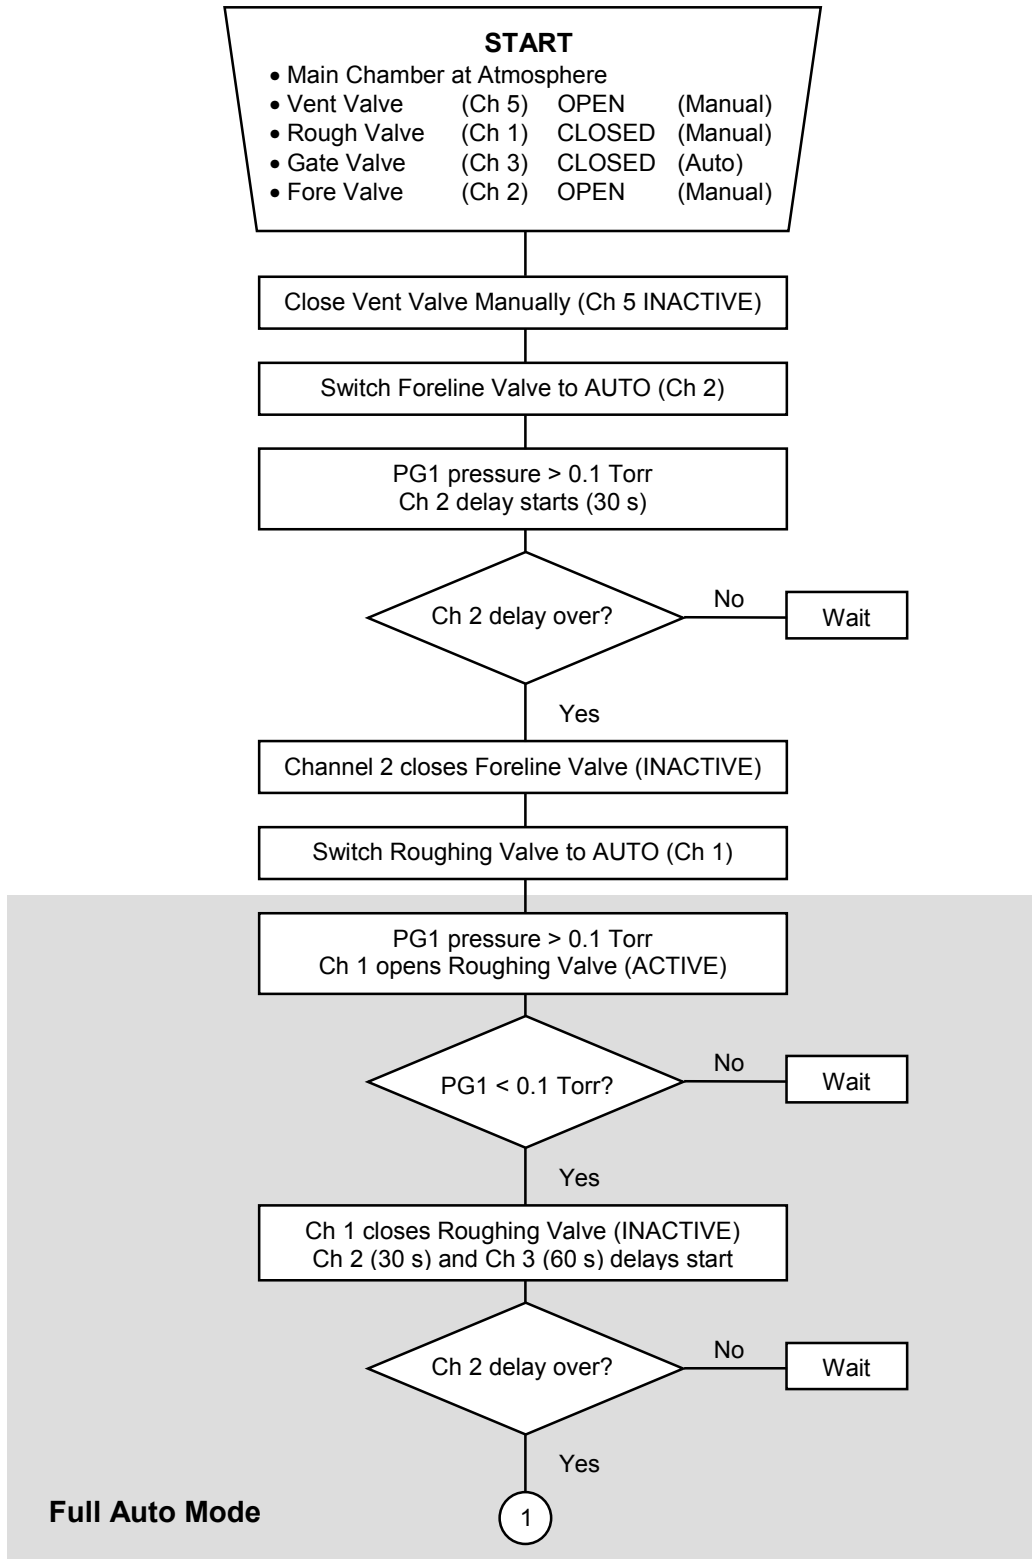 START
• Main Chamber at Atmosphere
• Vent Valve (Ch 5) OPEN (Manual)
• Rough Valve (Ch 1) CLOSED (Manual)
• Gate Valve (Ch 3) CLOSED (Auto)
• Fore Valve (Ch 2) OPEN (Manual)
Close Vent Valve Manually (Ch 5 INACTIVE)
Switch Foreline Valve to AUTO (Ch 2)
PG1 pressure > 0.1 Torr
Ch 2 delay starts (30 s)
Ch 2 delay over?
No
Wait
Yes
Channel 2 closes Foreline Valve (INACTIVE)
Switch Roughing Valve to AUTO (Ch 1)
PG1 pressure > 0.1 Torr
Ch 1 opens Roughing Valve (ACTIVE)
PG1 < 0.1 Torr?
No
Wait
Yes
Ch 1 closes Roughing Valve (INACTIVE)
Ch 2 (30 s) and Ch 3 (60 s) delays start
Ch 2 delay over?
No
Wait
Yes
Full Auto Mode
1